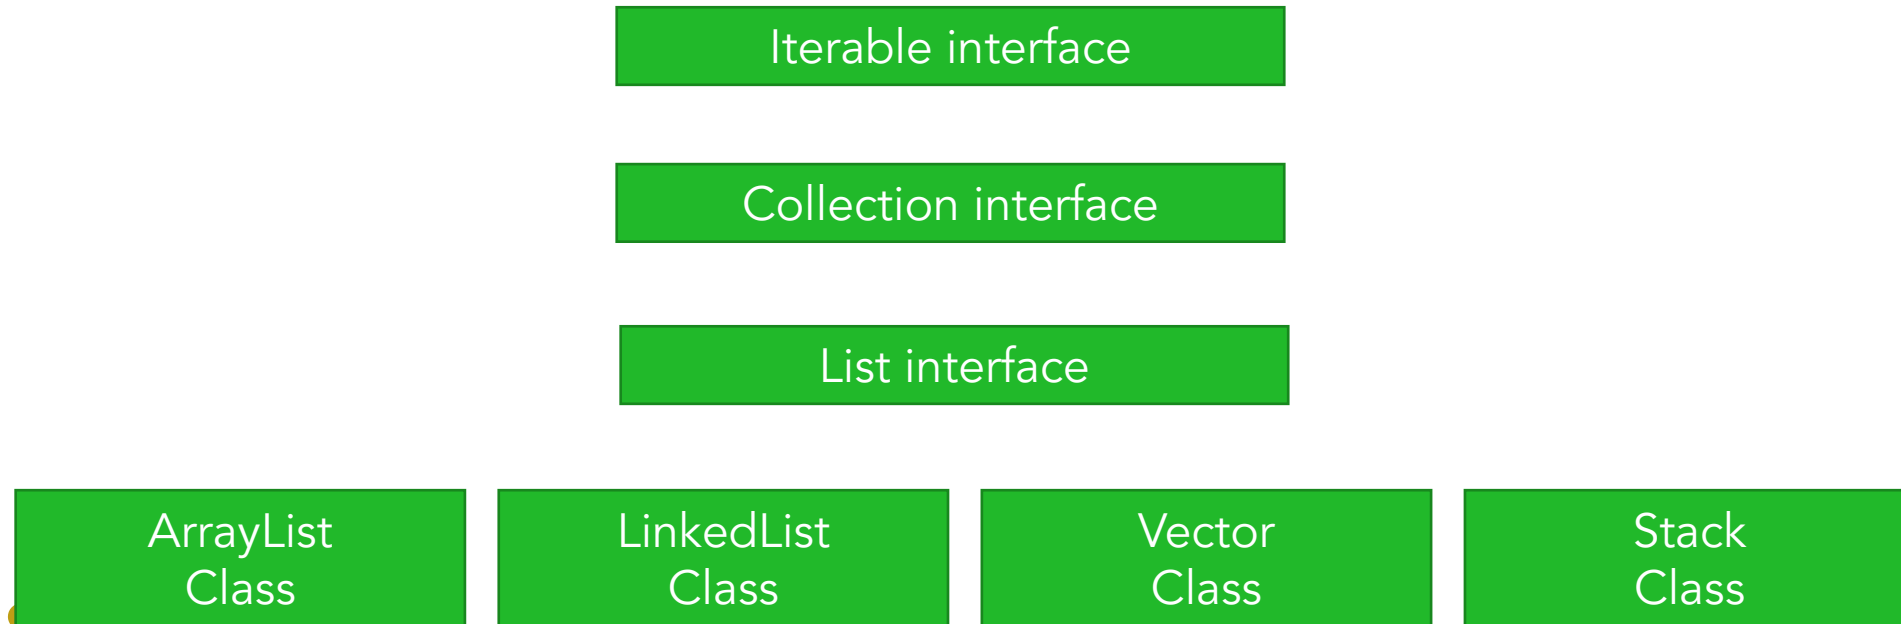 Iterable interface
Collection interface
List interface
ArrayList
Class
LinkedList
Class
Vector
Class
Stack
Class